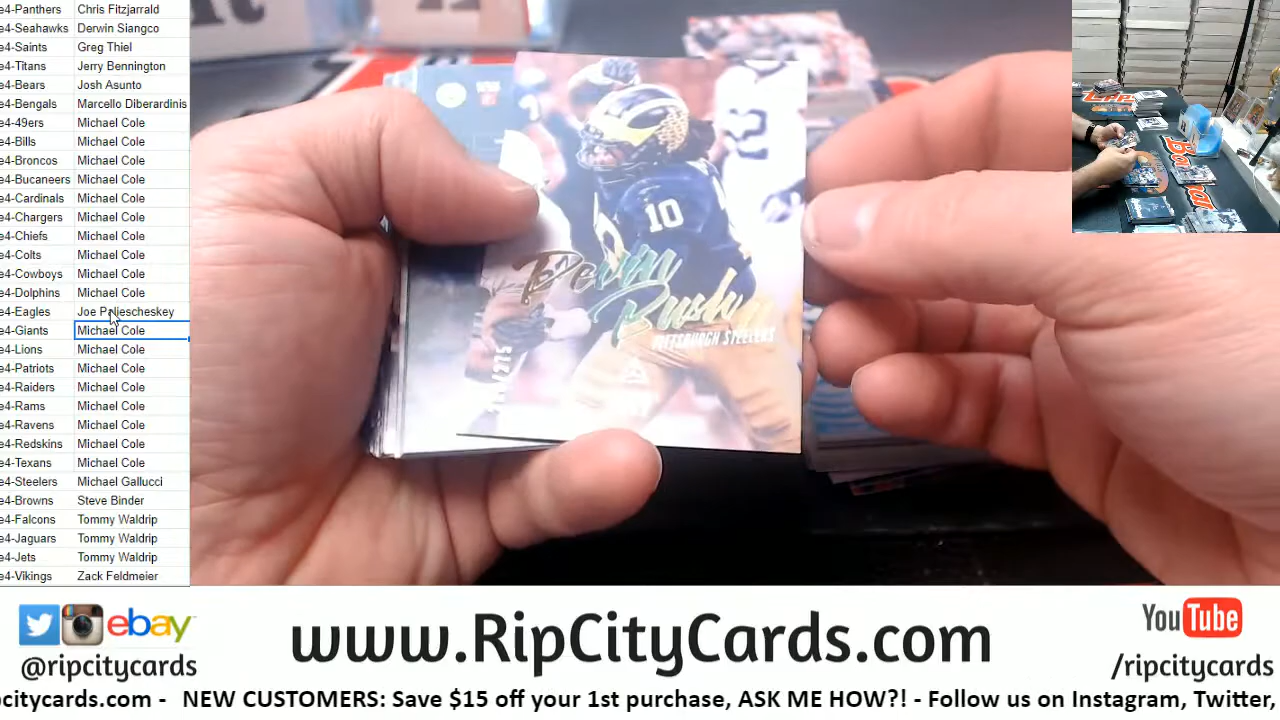 e4-Panthers Chris Fitzjarrald
e4-Seahawks Derwin Siangco
e4-Saints Greg Thiel
e4-Titans Jerry Bennington
e4-Bears Josh Asunto
e4-Bengals Marcello Diberardinis
e4-49ers Michael Cole
e4-Bills Michael Cole
e4-Broncos Michael Cole
e4-Bucaneers Michael Cole
e4-Cardinals Michael Cole
e4-Chargers Michael Cole
e4-Chiefs Michael Cole
e4-Colts Michael Cole
e4-Cowboys Michael Cole
e4-Dolphins Michael Cole
e4-Eagles Joe
e4-Giants Michael Cole
e4-Lions Michael Cole
e4-Patriots Michael Cole
e4-Raiders Michael Cole
e4-Rams Michael Cole
e4-Ravens Michael Cole
e4-Redskins Michael Cole
e4-Texans Michael Cole
e4-Steelers Michael Gallucci
e4-Browns Steve Binder
e4-Falcons Tommy Waldrip
e4-Jaguars Tommy Waldrip
e4-Jets Tommy Waldrip
e4-Vikings Zack Feldmeier
10
Devin
Bush
PITTSBURGH STEELERS
ebay
@ripcitycards
www.RipCityCards.com
YouTube
/ripcitycards
pcitycards.com - NEW CUSTOMERS: Save $15 off your 1st purchase, ASK ME HOW?! - Follow us on Instagram, Twitter,